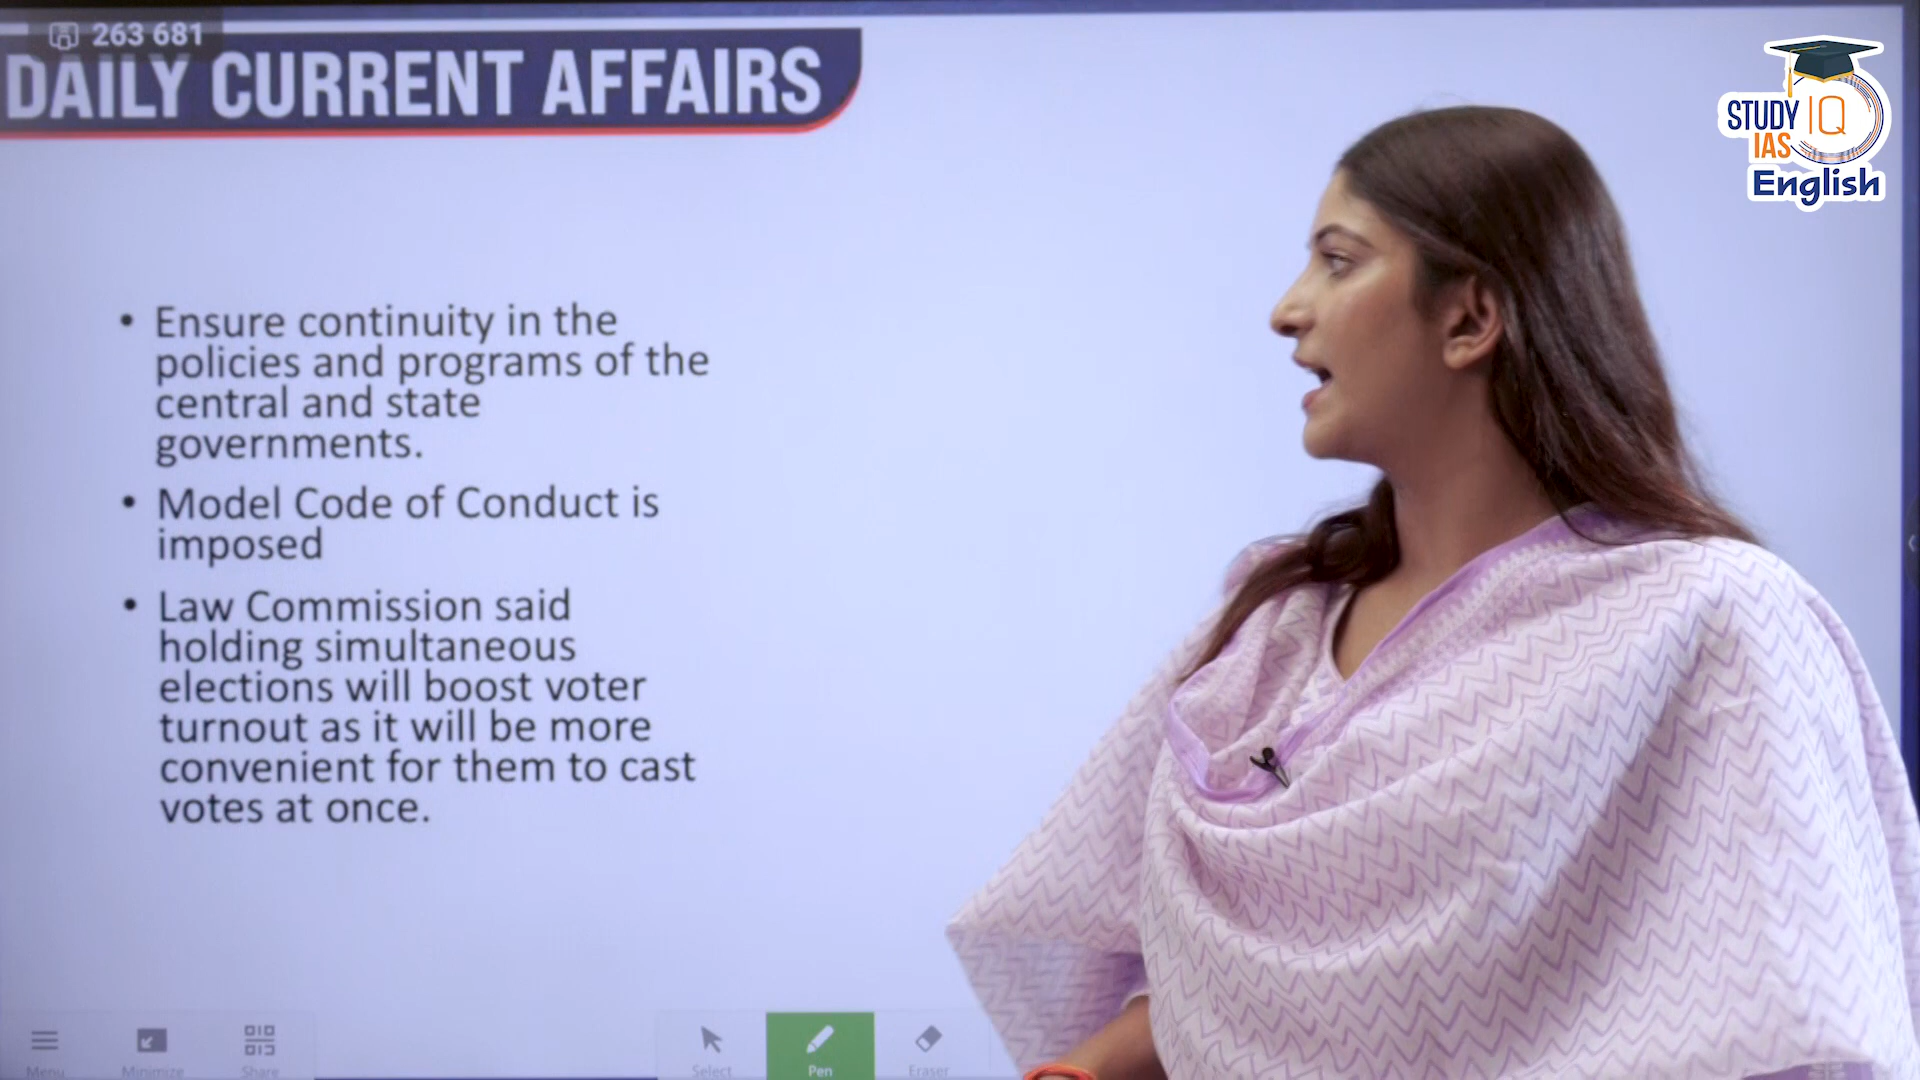 263 681
DAILY CURRENT AFFAIRS
STUDY IQ
IAS
English
• Ensure continuity in the
policies and programs of the
central and state
governments.
• Model Code of Conduct is
imposed
• Law Commission said
holding simultaneous
elections will boost voter
turnout as it will be more
convenient for them to cast
votes at once.
Menu
Minimize
Share
Select
Pen
Eraser